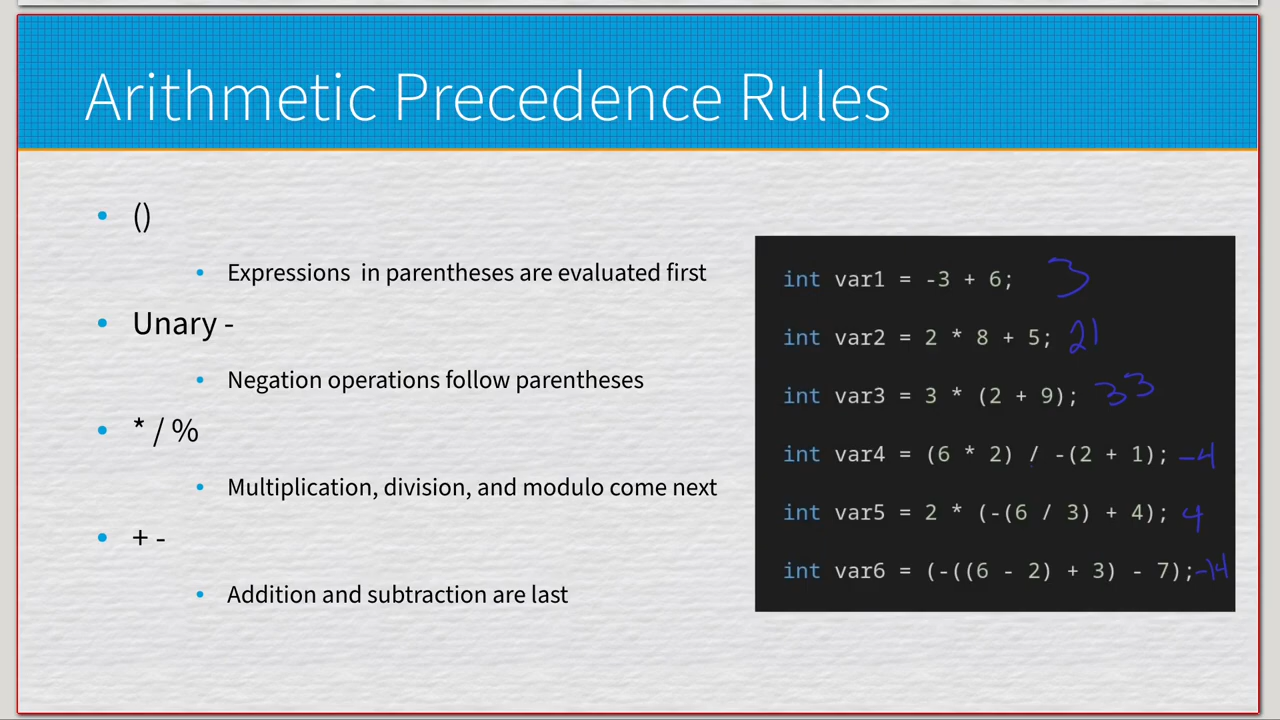 Arithmetic Precedence Rules
• ()
• Expressions in parentheses are evaluated first
• Unary -
• Negation operations follow parentheses
• * / %
• Multiplication, division, and modulo come next
• + -
• Addition and subtraction are last
int var1 = -3 + 6; 3
int var2 = 2 * 8 + 5; 21
int var3 = 3 * (2 + 9); 33
int var4 = (6 * 2) / -(2 + 1); -4
int var5 = 2 * (-(6 / 3) + 4); 4
int var6 = (-((6 - 2) + 3) - 7); -14